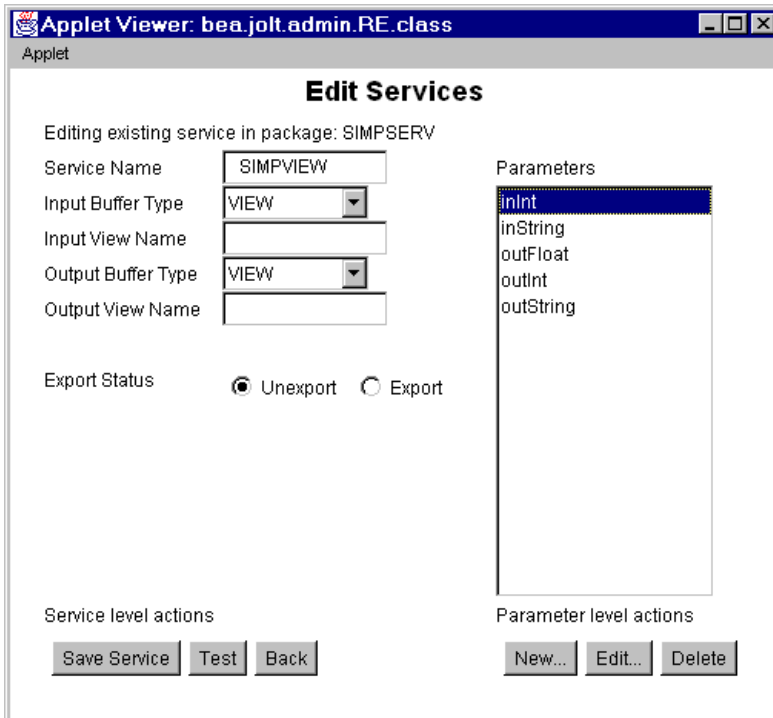 Applet Viewer: bea.jolt.admin.RE.class
Applet
Edit Services
Editing existing service in package: SIMPSERV
Service Name SIMPVIEW
Input Buffer Type VIEW
Input View Name
Output Buffer Type VIEW
Output View Name
Export Status Unexport Export
Parameters
inInt
inString
outFloat
outInt
outString
Service level actions
Save Service Test Back
Parameter level actions
New... Edit... Delete